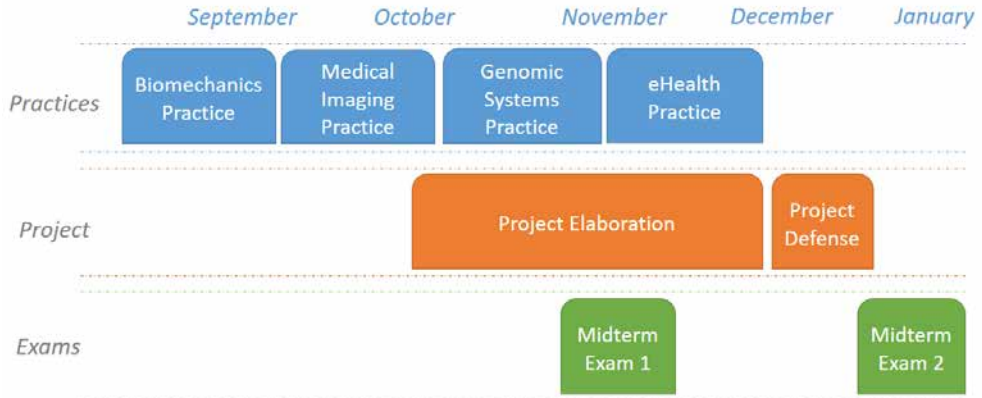 September October November December January
Practices
Biomechanics
Practice
Medical
Imaging
Practice
Genomic
Systems
Practice
eHealth
Practice
Project
Project Elaboration
Project
Defense
Exams
Midterm
Exam 1
Midterm
Exam 2